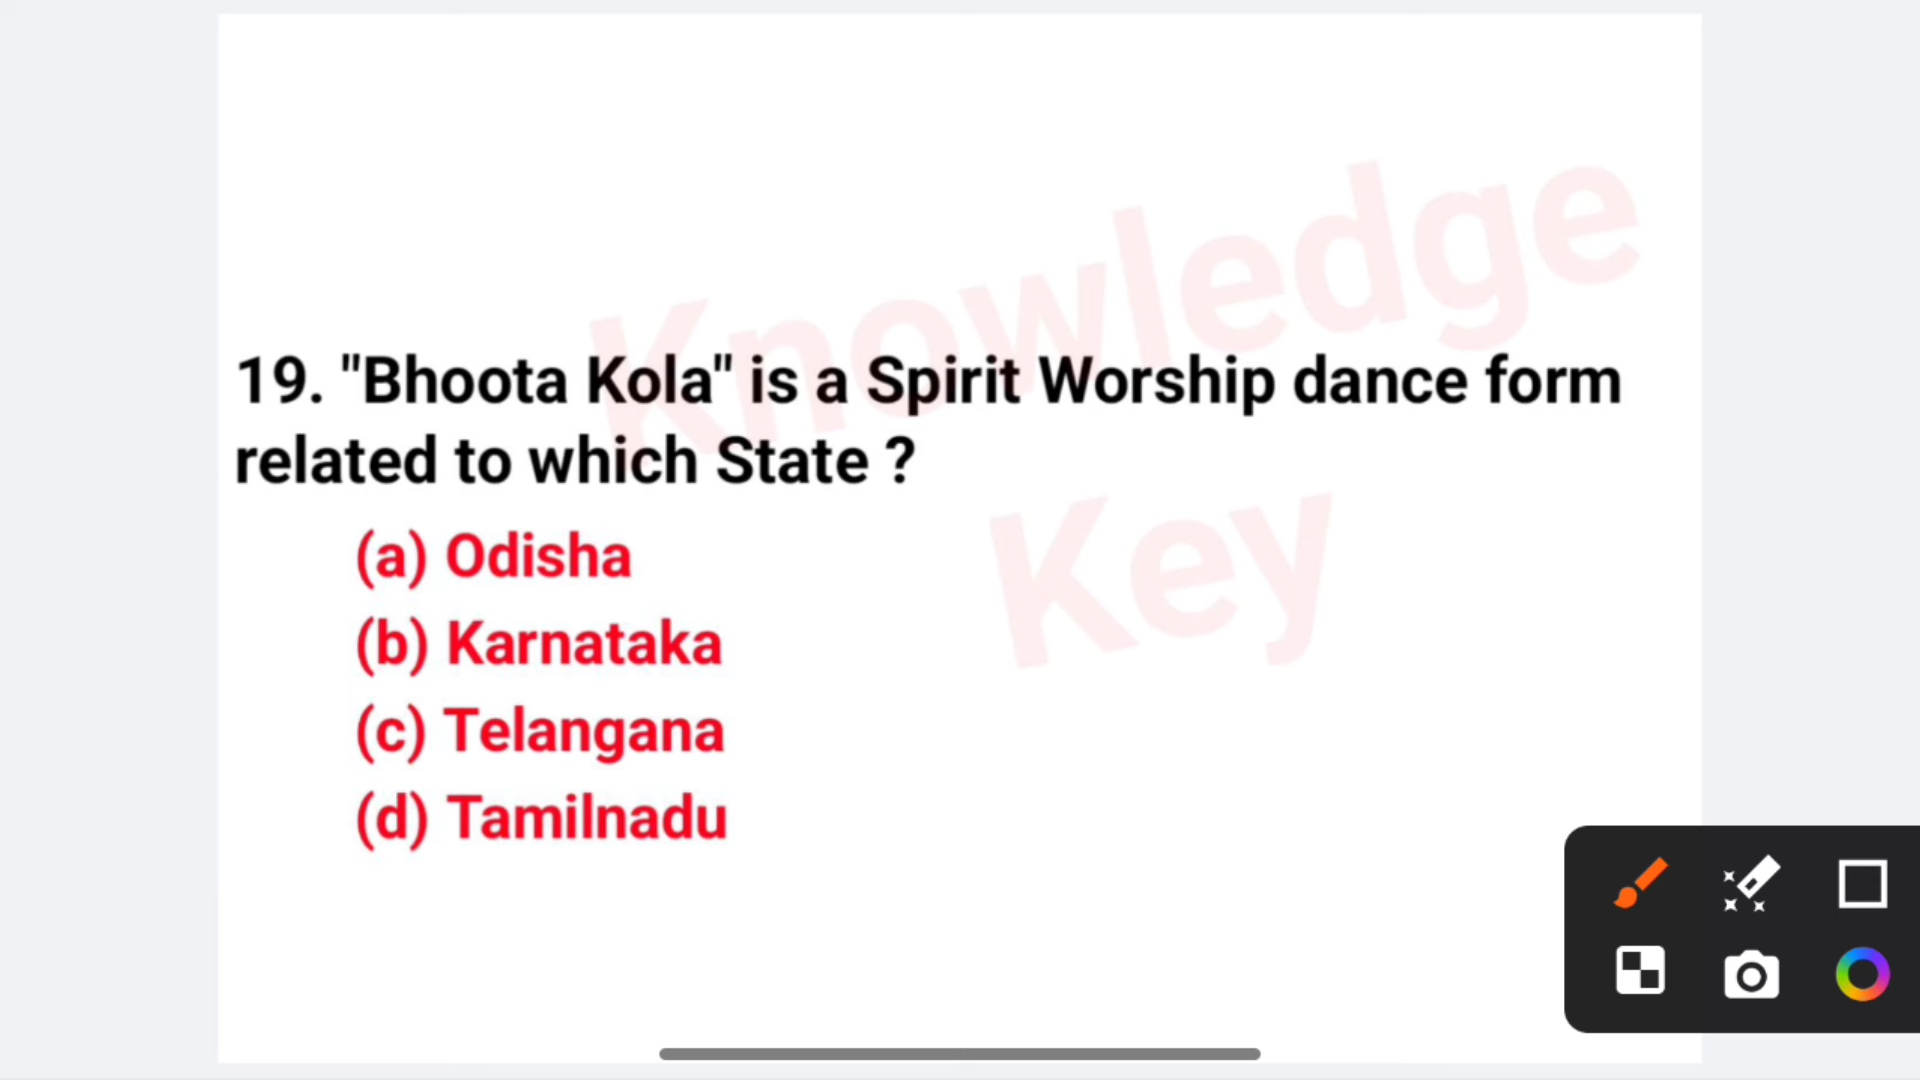 Knowledge
Key
19. "Bhoota Kola" is a Spirit Worship dance form
related to which State ?
(a) Odisha
(b) Karnataka
(c) Telangana
(d) Tamilnadu